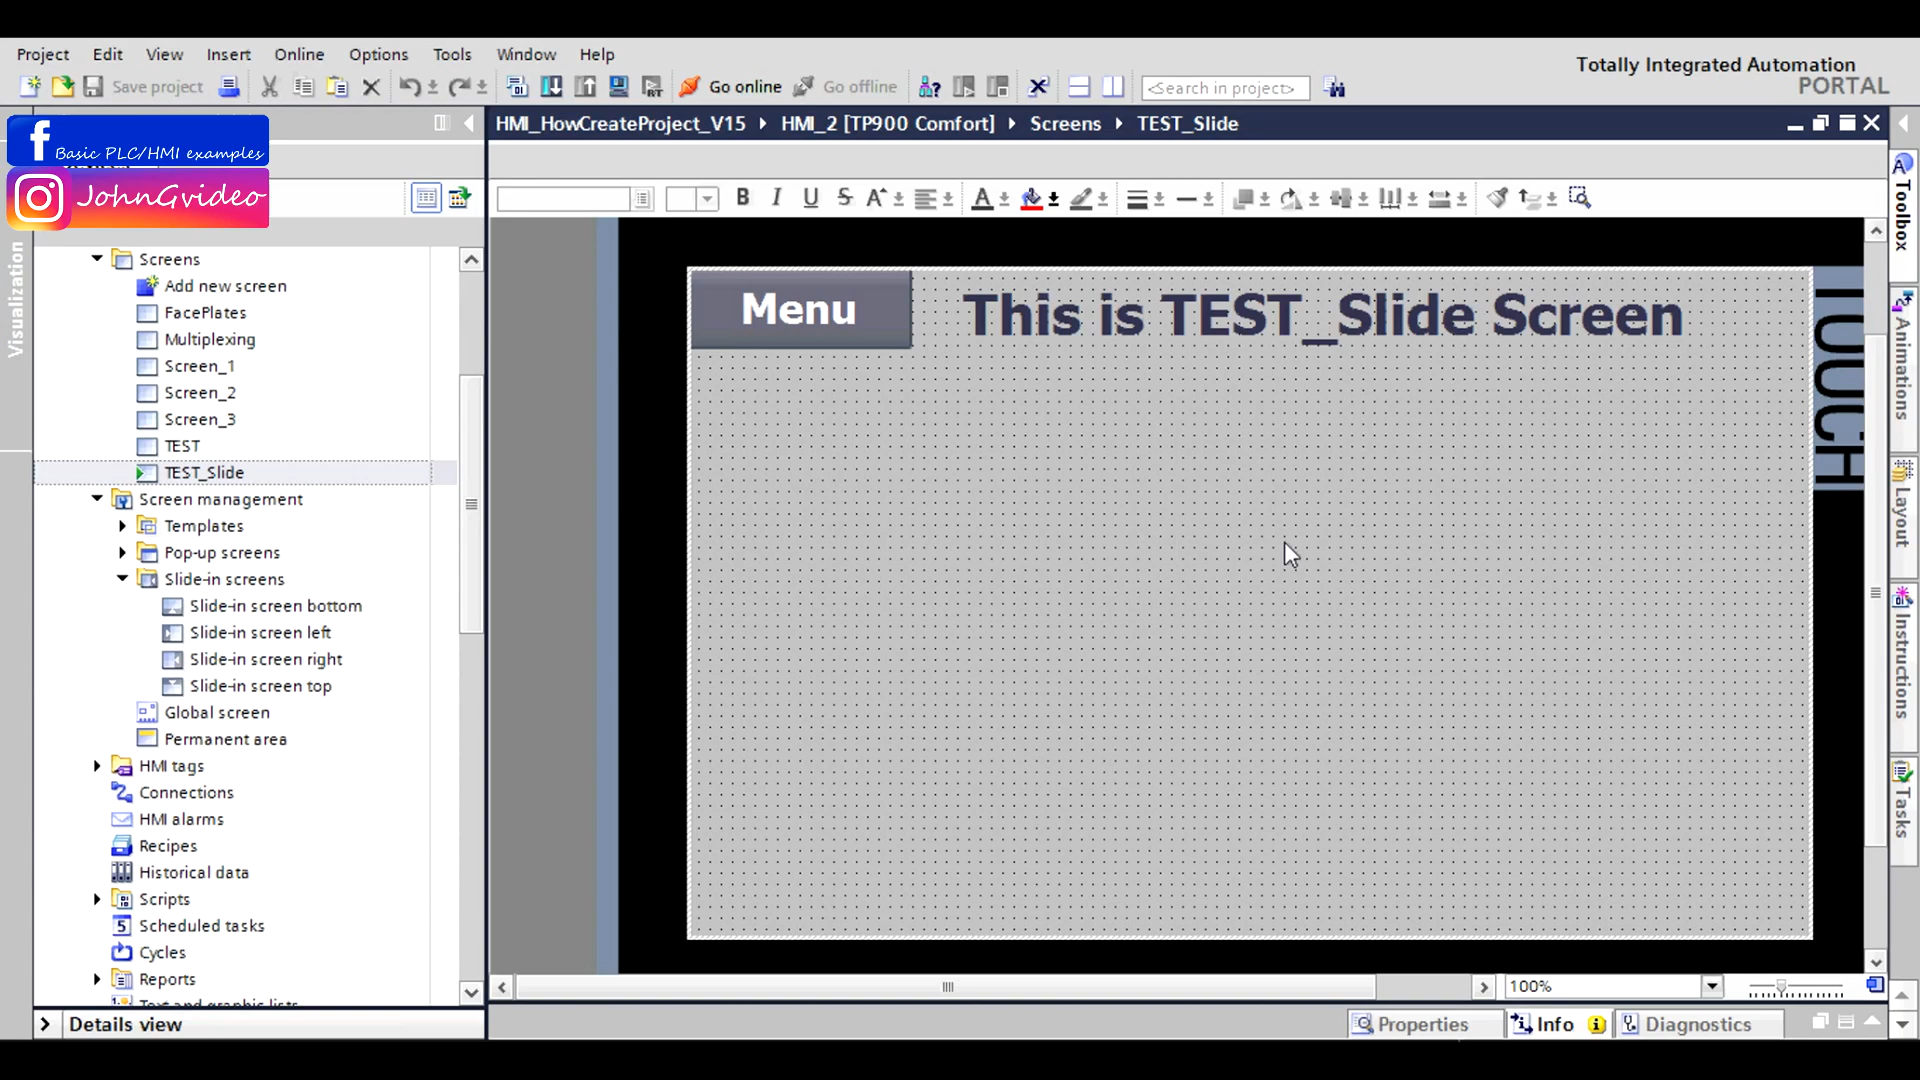 Project Edit View Insert Online Options Tools Window Help
Totally Integrated Automation
PORTAL
Save project
Go online
Go offline
<Search in project>
HMI_HowCreateProject_V15
HMI_2 [TP900 Comfort]
Screens
TEST_Slide
Basic PLC/HMI examples
JohnGvideo
Visualization
Screens
Add new screen
FacePlates
Multiplexing
Screen_1
Screen_2
Screen_3
TEST
TEST_Slide
Screen management
Templates
Pop-up screens
Slide-in screens
Slide-in screen bottom
Slide-in screen left
Slide-in screen right
Slide-in screen top
Global screen
Permanent area
HMI tags
Connections
HMI alarms
Recipes
Historical data
Scripts
Scheduled tasks
Cycles
Reports
Text and graphic lists
Details view
Menu
This is TEST_Slide Screen
TOUCH
Toolbox
Animations
Layout
Instructions
Tasks
100%
Properties
Info
Diagnostics